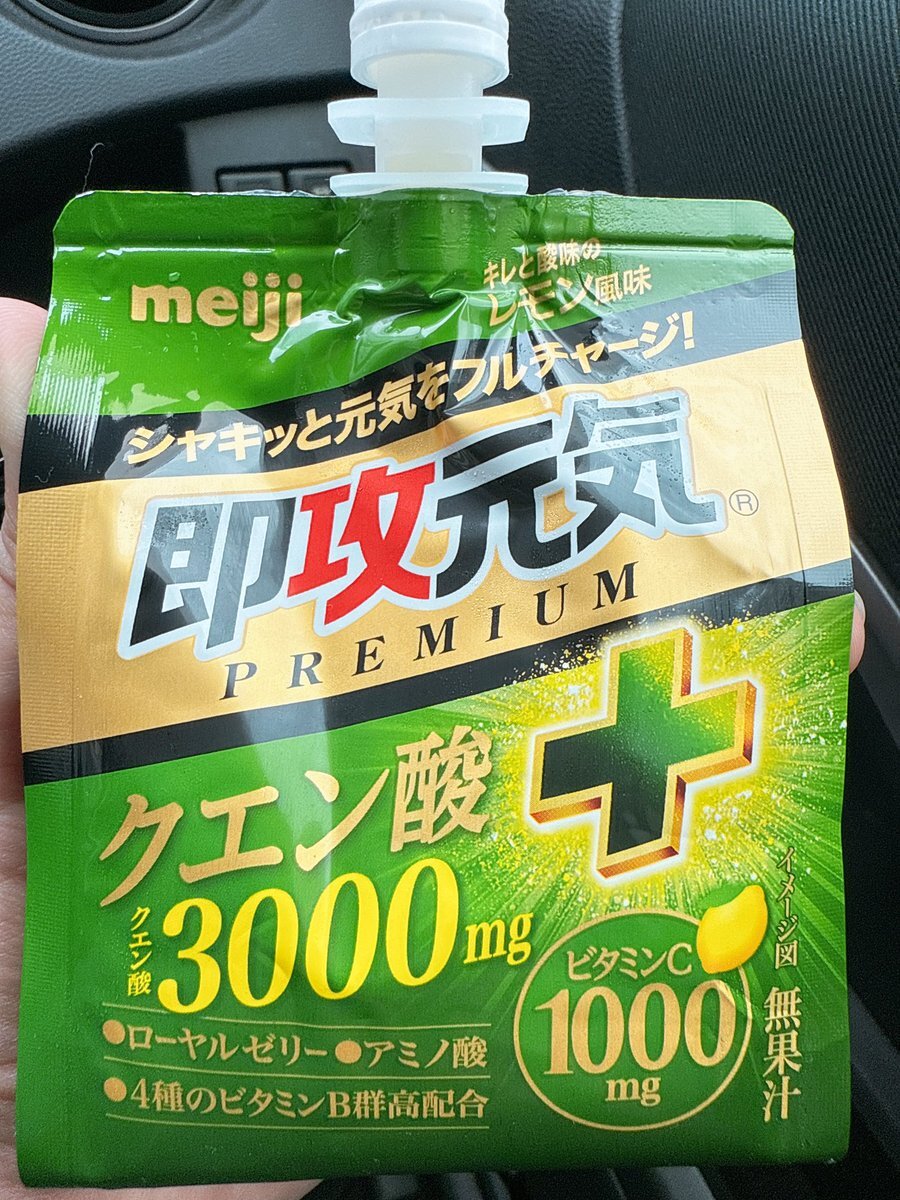 meiji
キレと酸味の
レモン風味
シャキッと元気をフルチャージ!
即攻元気®
PREMIUM
クエン酸
クエン酸 3000mg
ビタミンC
1000
mg
●ローヤルゼリー●アミノ酸
●4種のビタミンB群高配合
イメージ図
無果汁